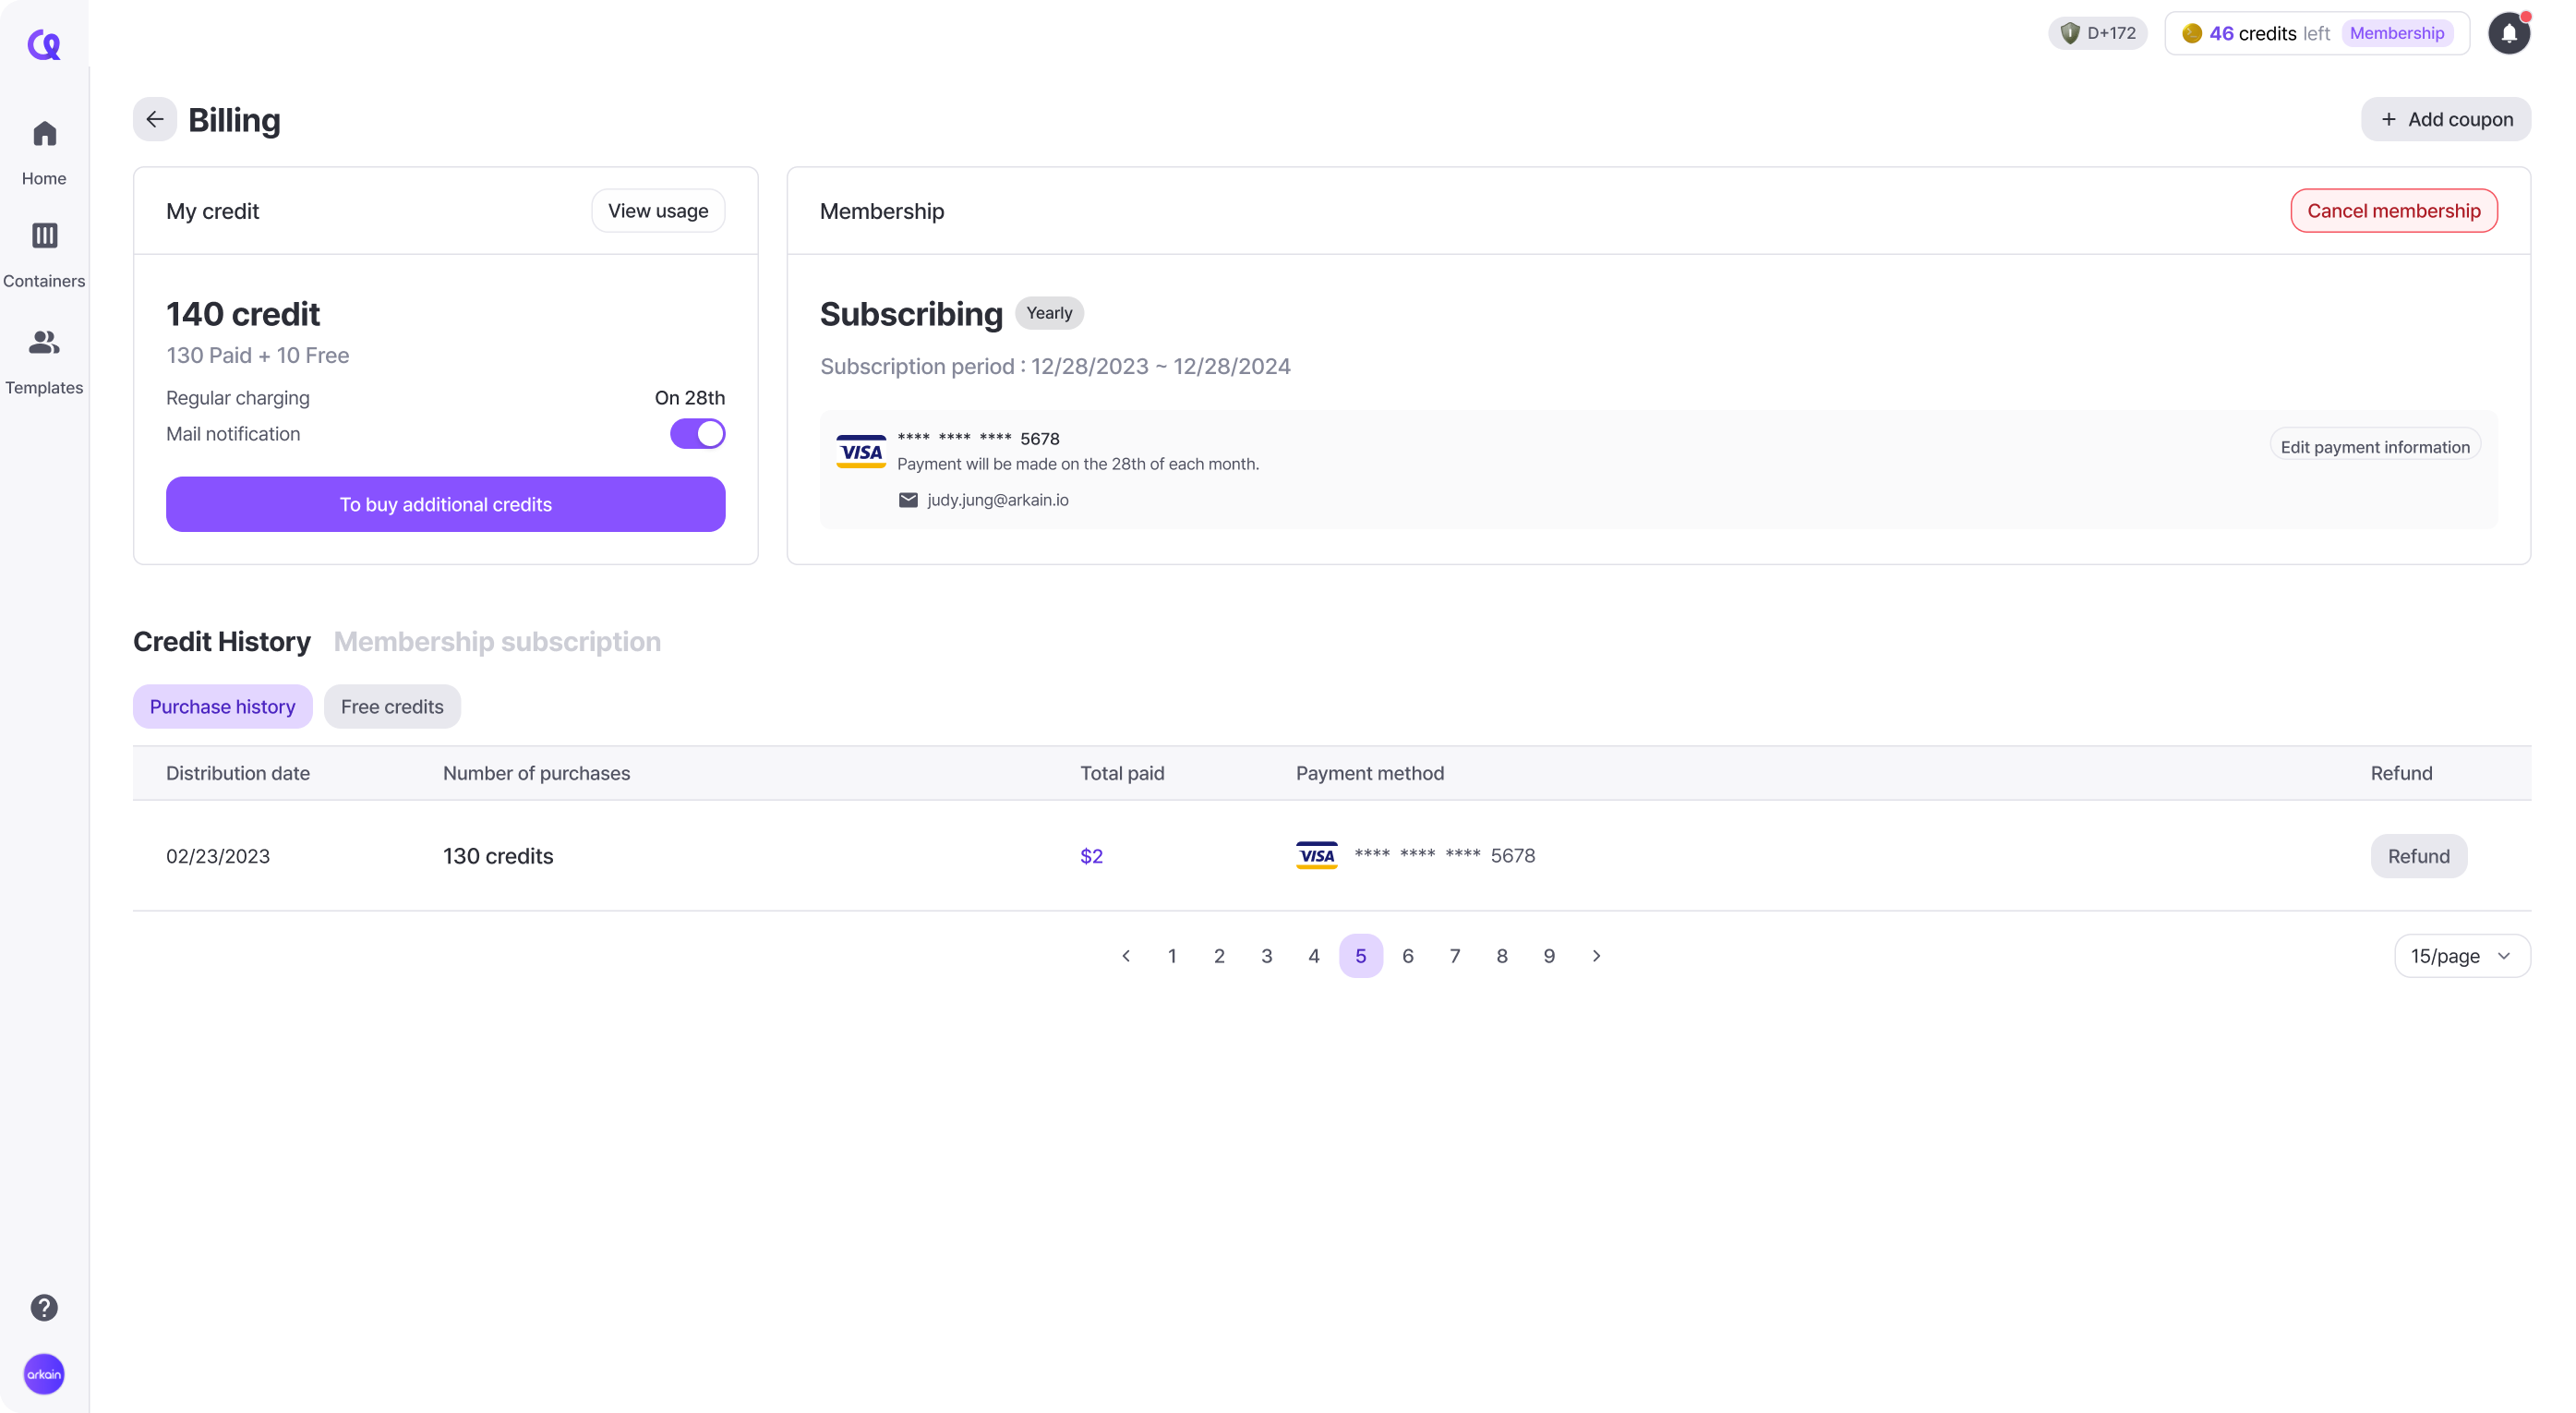 D+172
46 credits left Membership
Billing
+ Add coupon
Home
Containers
Templates
My credit
View usage
140 credit
130 Paid + 10 Free
Regular charging
On 28th
Mail notification
To buy additional credits
Membership
Cancel membership
Subscribing Yearly
Subscription period : 12/28/2023 ~ 12/28/2024
VISA
**** **** **** 5678
Payment will be made on the 28th of each month.
judy.jung@arkain.io
Edit payment information
Credit History Membership subscription
Purchase history Free credits
Distribution date Number of purchases Total paid Payment method Refund
02/23/2023 130 credits $2 VISA **** **** **** 5678 Refund
1 2 3 4 5 6 7 8 9
15/page
arkain